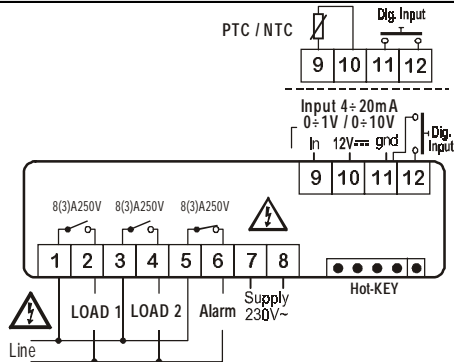 Dig. Input
PTC / NTC
9 10 11 12
Input 4÷20mA
0÷1V / 0÷10V
In 12V gnd
Dig.
Input
9 10 11 12
8(3)A250V 8(3)A250V 8(3)A250V
1 2 3 4 5 6 7 8
Hot-KEY
LOAD 1 LOAD 2 Alarm Supply
230V~
Line